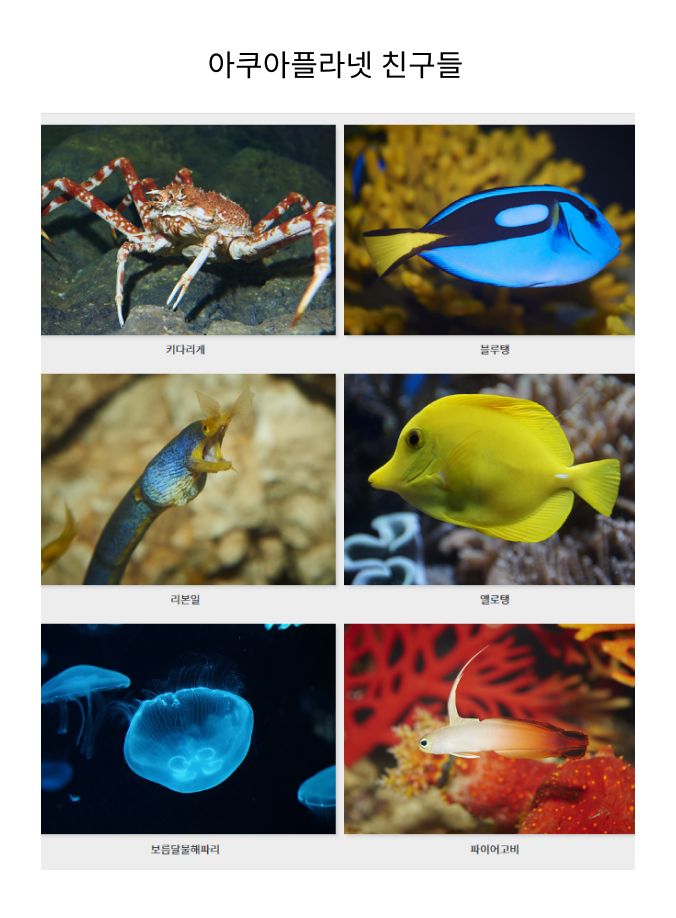 아쿠아플라넷 친구들
키다리게
블루탱
리본일
옐로탱
보름달물해파리
파이어고비